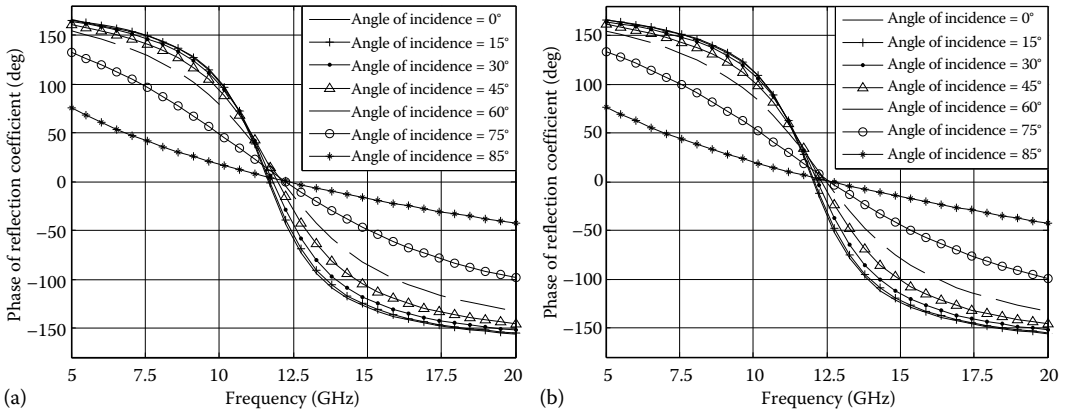 Phase of reflection coefficient (deg)
150
100
50
0
−50
−100
−150
Angle of incidence = 0°
Angle of incidence = 15°
Angle of incidence = 30°
Angle of incidence = 45°
Angle of incidence = 60°
Angle of incidence = 75°
Angle of incidence = 85°
5 7.5 10 12.5 15 17.5 20
Frequency (GHz)
(a)
Phase of reflection coefficient (deg)
150
100
50
0
−50
−100
−150
Angle of incidence = 0°
Angle of incidence = 15°
Angle of incidence = 30°
Angle of incidence = 45°
Angle of incidence = 60°
Angle of incidence = 75°
Angle of incidence = 85°
5 7.5 10 12.5 15 17.5 20
Frequency (GHz)
(b)